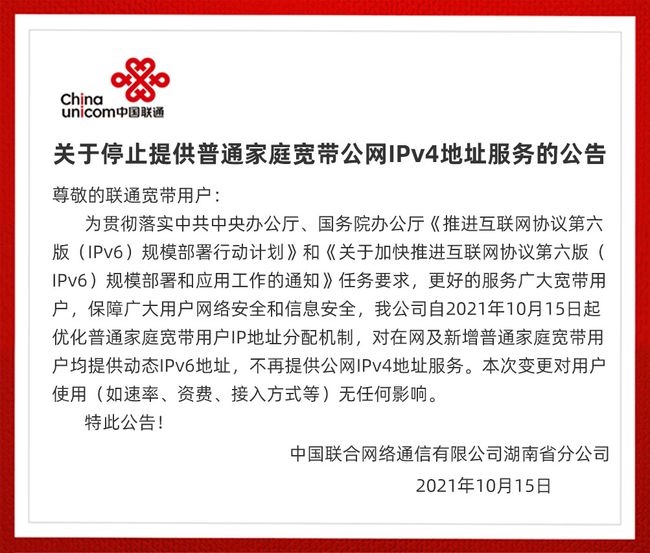 China
unicom中国联通
关于停止提供普通家庭宽带公网IPv4地址服务的公告
尊敬的联通宽带用户：
为贯彻落实中共中央办公厅、国务院办公厅《推进互联网协议第六
版（IPv6）规模部署行动计划》和《关于加快推进互联网协议第六版（
IPv6）规模部署和应用工作的通知》任务要求，更好的服务广大宽带用
户，保障广大用户网络安全和信息安全，我公司自2021年10月15日起
优化普通家庭宽带用户IP地址分配机制，对在网及新增普通家庭宽带用
户均提供动态IPv6地址，不再提供公网IPv4地址服务。本次变更对用户
使用（如速率、资费、接入方式等）无任何影响。
特此公告！
中国联合网络通信有限公司湖南省分公司
2021年10月15日